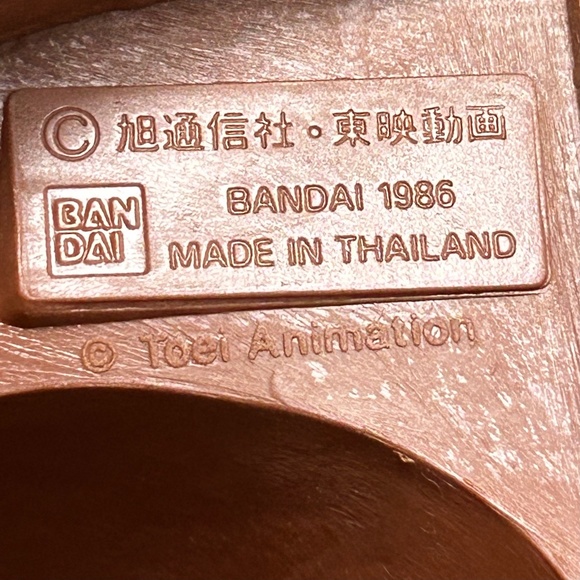 © 旭通信社・東映動画
BAN
DAI
BANDAI 1986
MADE IN THAILAND
© Toei Animation